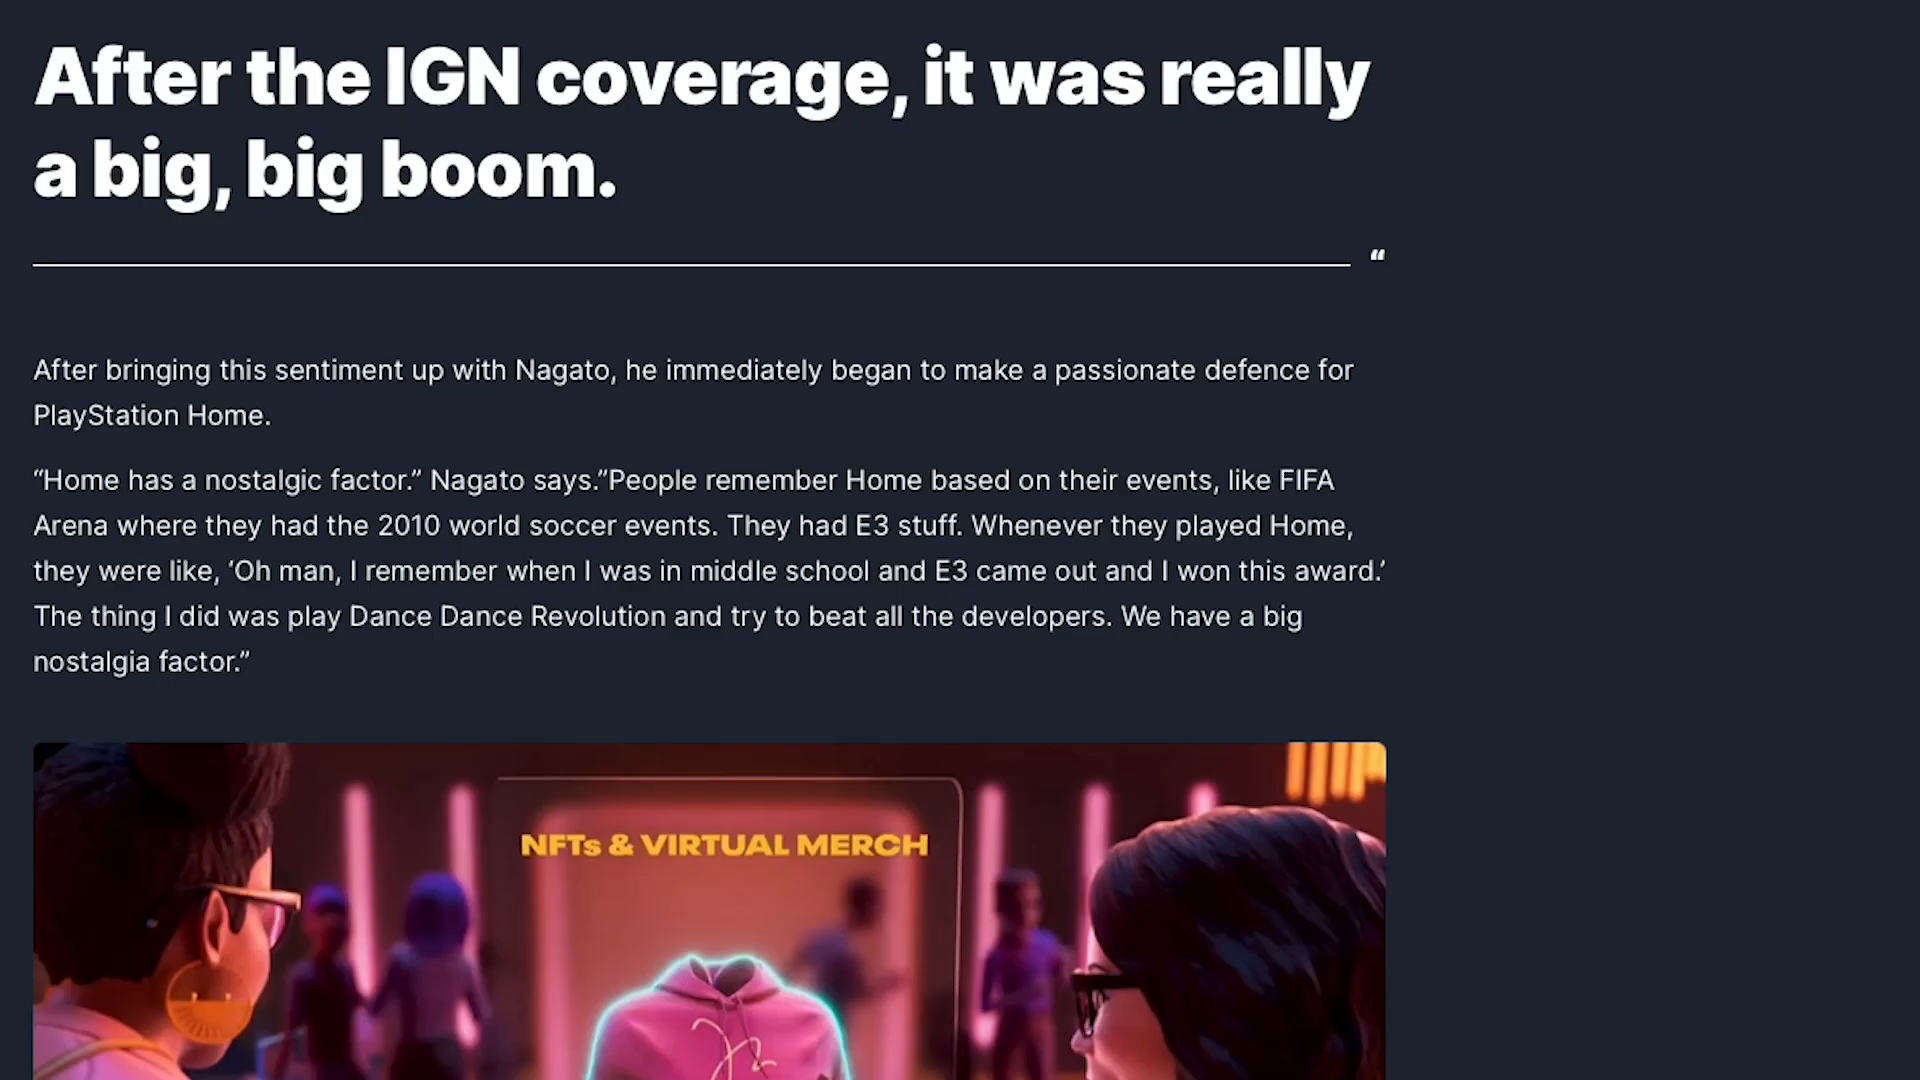 After the IGN coverage, it was really
a big, big boom.
“
After bringing this sentiment up with Nagato, he immediately began to make a passionate defence for
PlayStation Home.
“Home has a nostalgic factor.” Nagato says.”People remember Home based on their events, like FIFA
Arena where they had the 2010 world soccer events. They had E3 stuff. Whenever they played Home,
they were like, ‘Oh man, I remember when I was in middle school and E3 came out and I won this award.’
The thing I did was play Dance Dance Revolution and try to beat all the developers. We have a big
nostalgia factor.”
NFTs & VIRTUAL MERCH